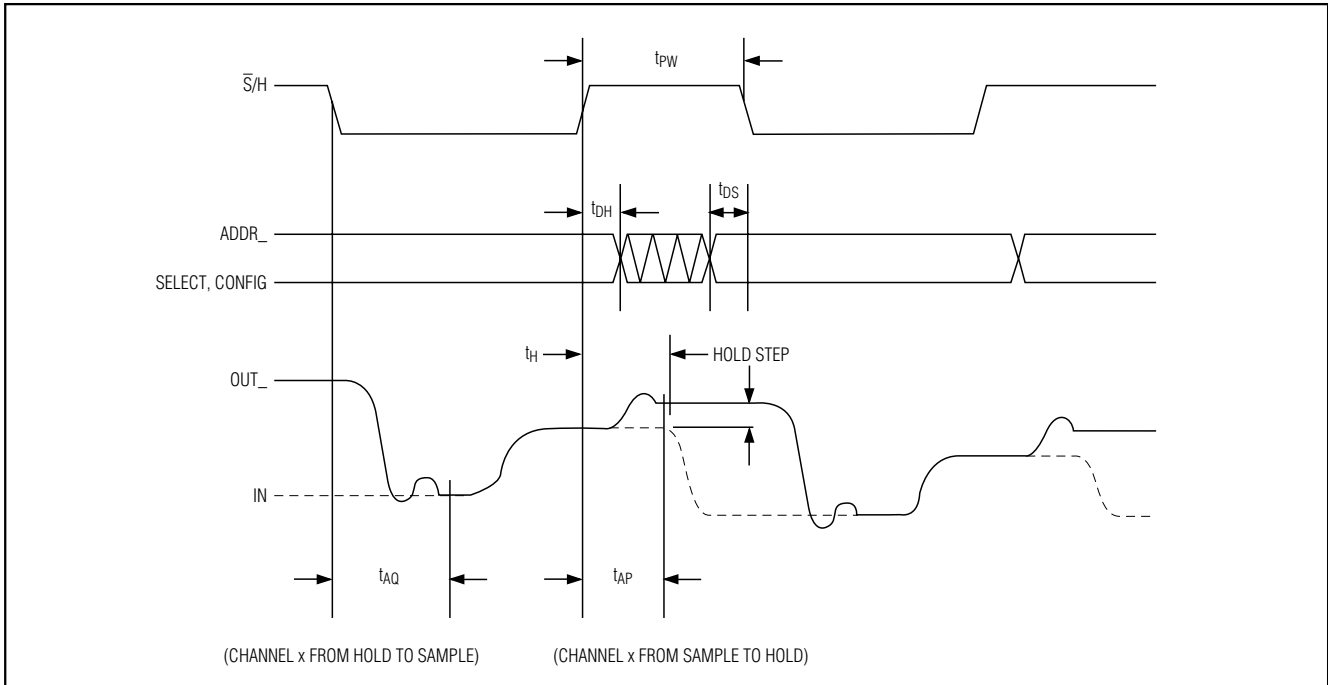 tPW
S̅/H
tDS
tDH
ADDR_
SELECT, CONFIG
tH
HOLD STEP
OUT_
IN
tAQ
tAP
(CHANNEL x FROM HOLD TO SAMPLE)
(CHANNEL x FROM SAMPLE TO HOLD)